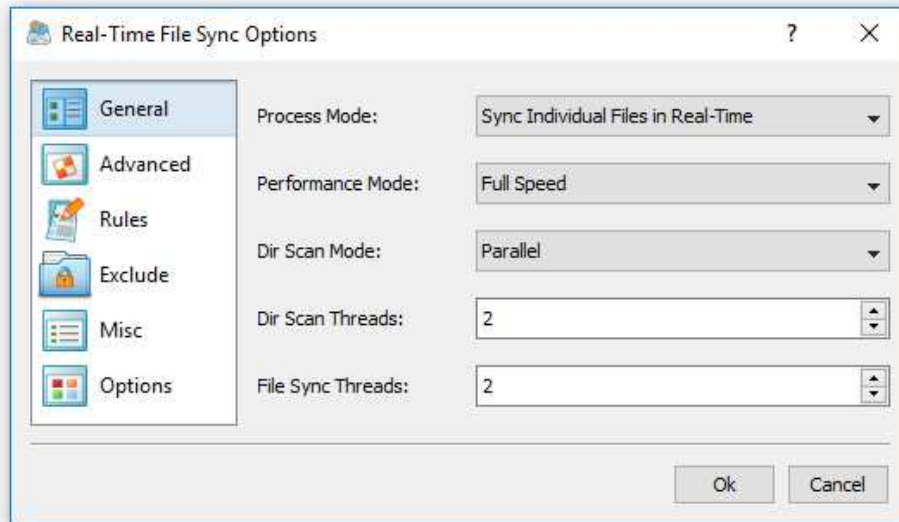 Real-Time File Sync Options
?
General
Advanced
Rules
Exclude
Misc
Options
Process Mode: Sync Individual Files in Real-Time
Performance Mode: Full Speed
Dir Scan Mode: Parallel
Dir Scan Threads: 2
File Sync Threads: 2
Ok Cancel